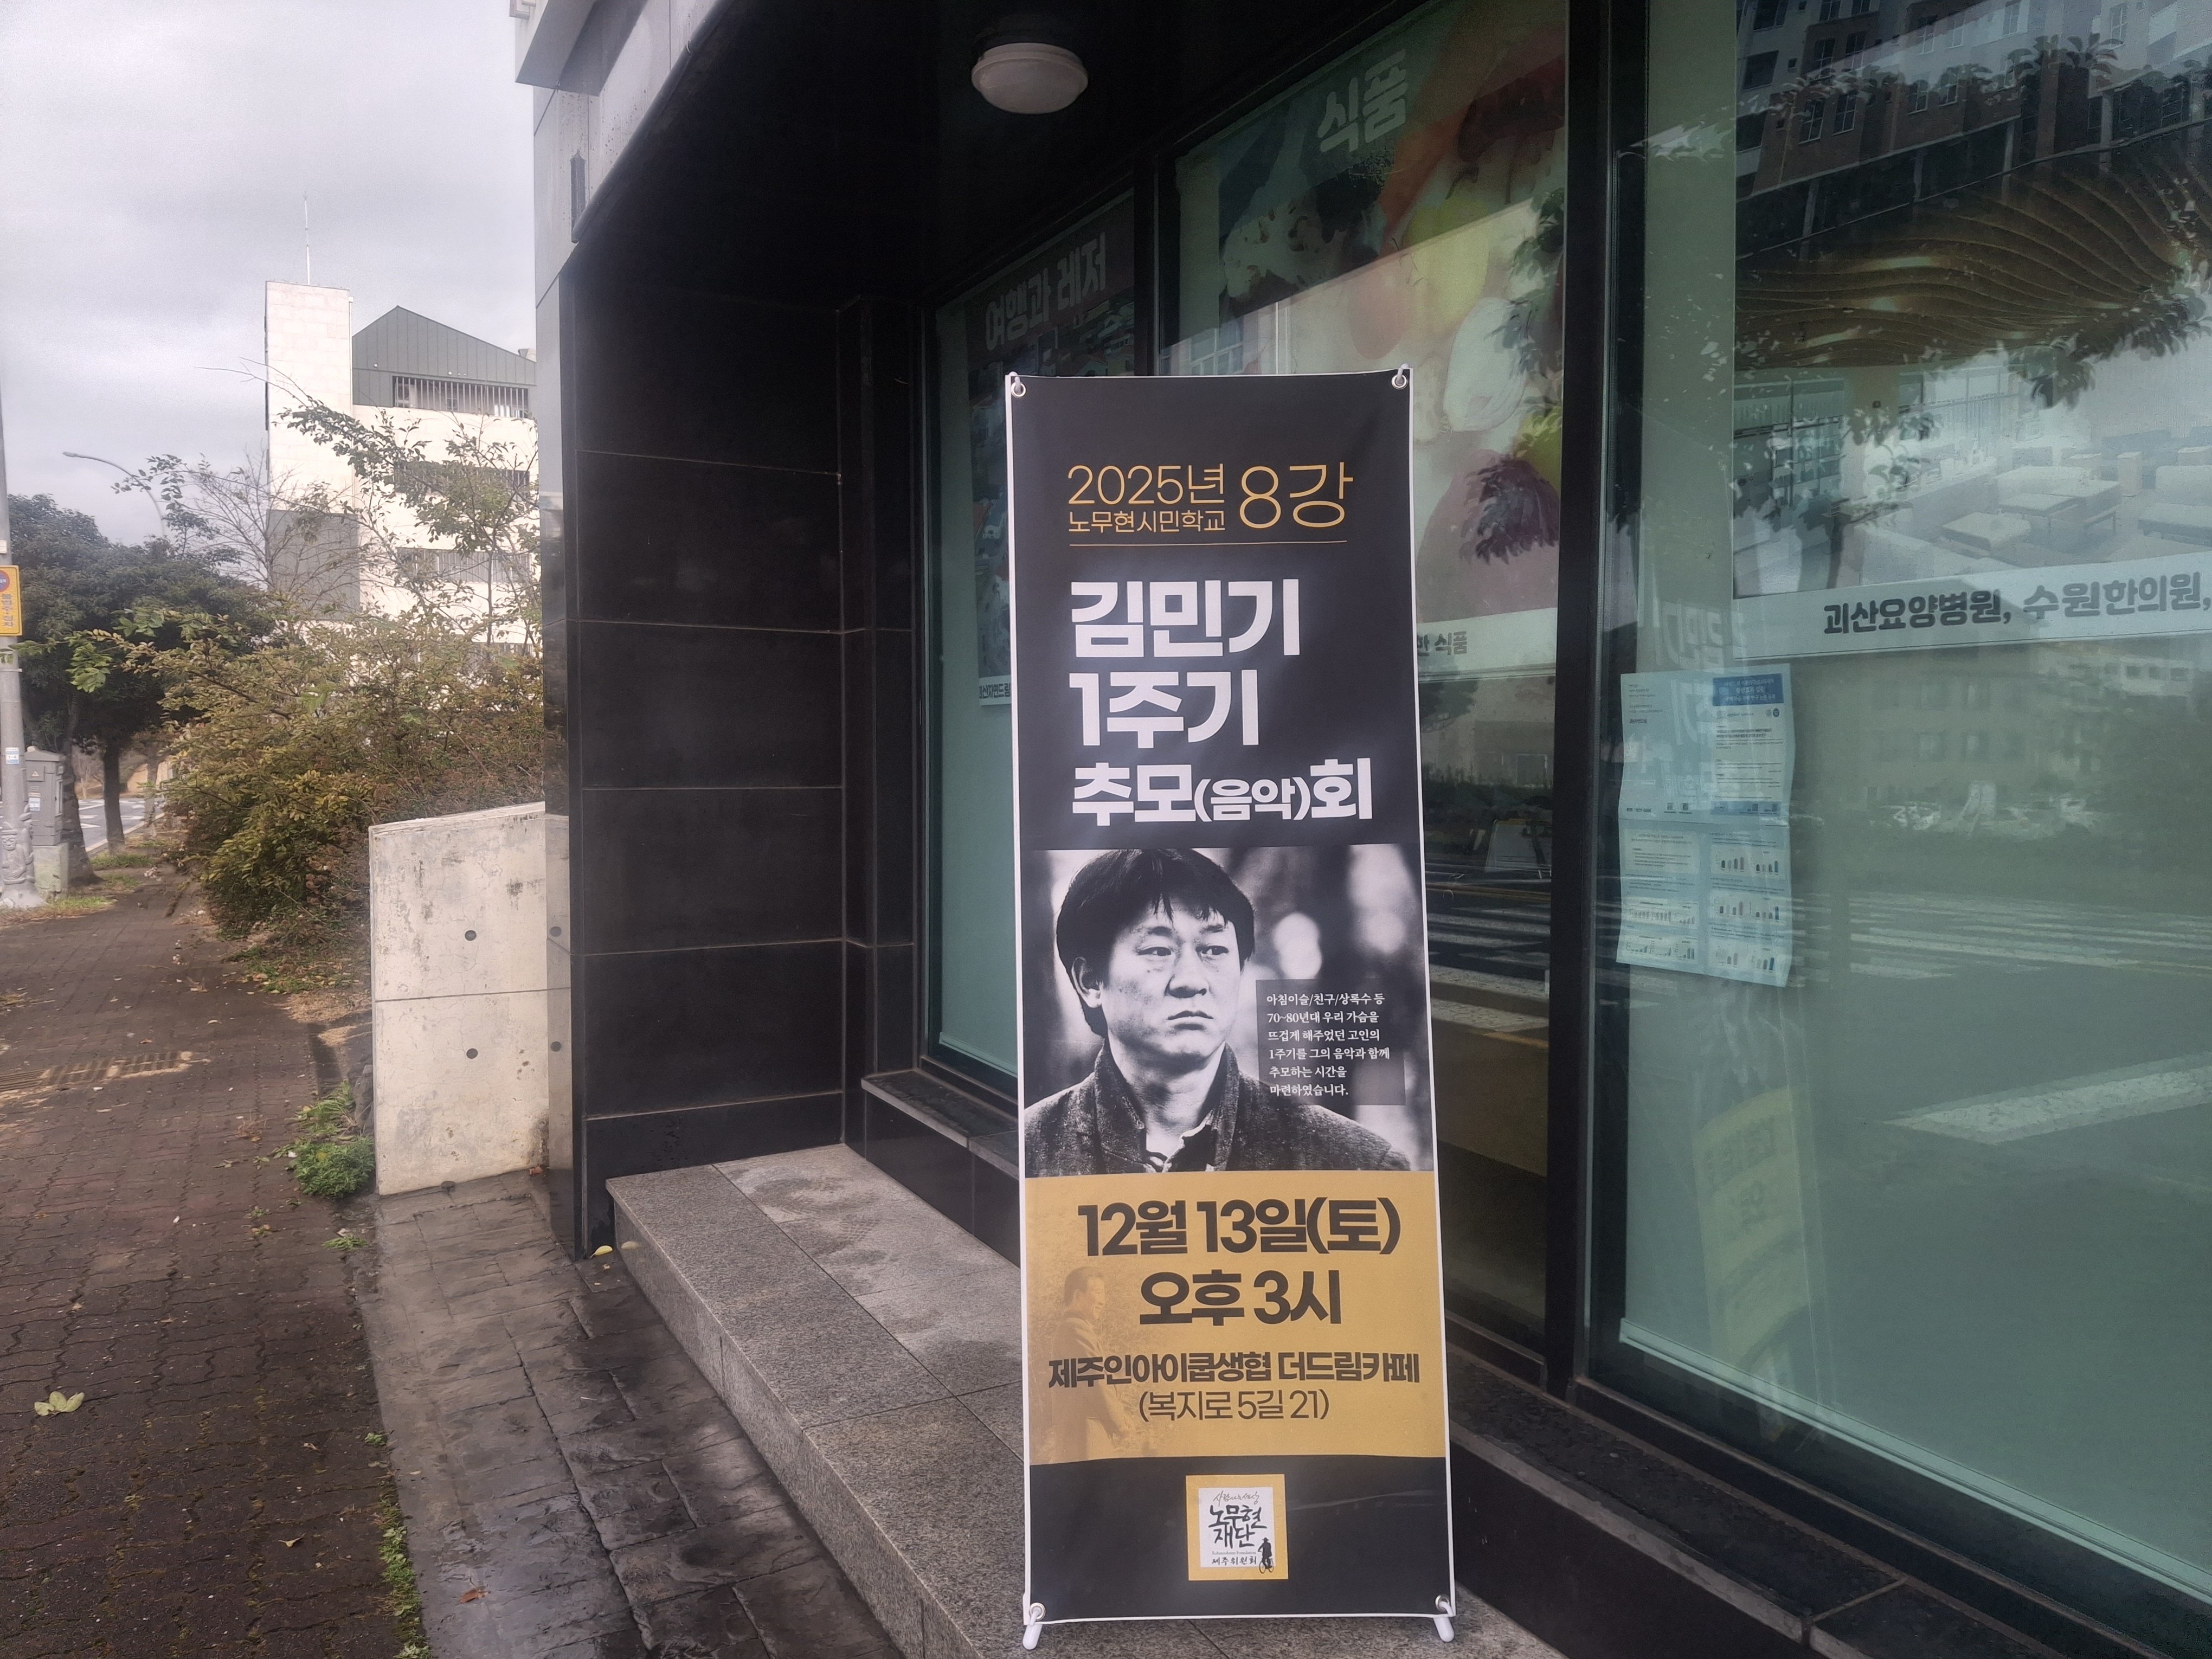 식품
여행과 레저
2025년
노무현시민학교
8강
김민기
1주기
추모(음악)회
아침이슬/친구/상록수 등
70~80년대 우리 가슴을
뜨겁게 해주었던 고인의
1주기를 그의 음악과 함께
추모하는 시간을
마련하였습니다.
12월 13일(토)
오후 3시
제주인아이쿱생협 더드림카페
(복지로 5길 21)
노무현
재단
제주위원회
식품
괴산요양병원, 수원한의원,